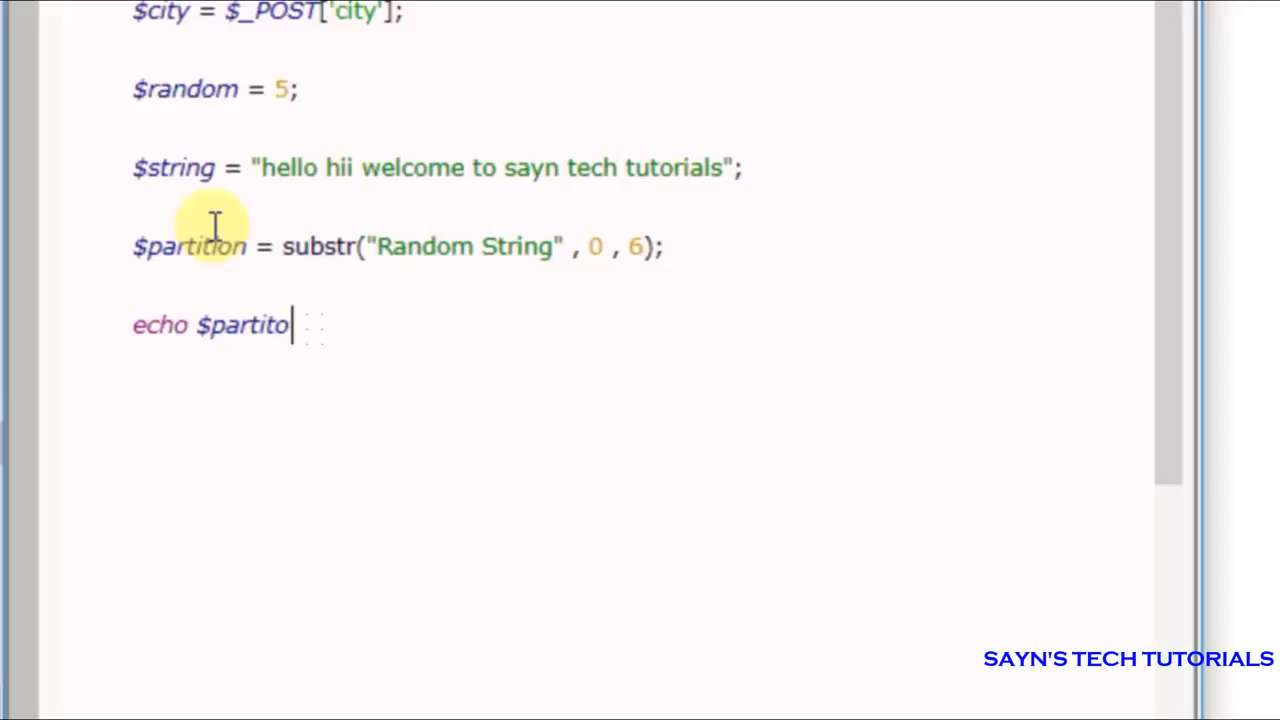 $city = $_POST['city'];
$random = 5;
$string = "hello hii welcome to sayn tech tutorials";
$partition = substr("Random String" , 0 , 6);
echo $partito
SAYN'S TECH TUTORIALS